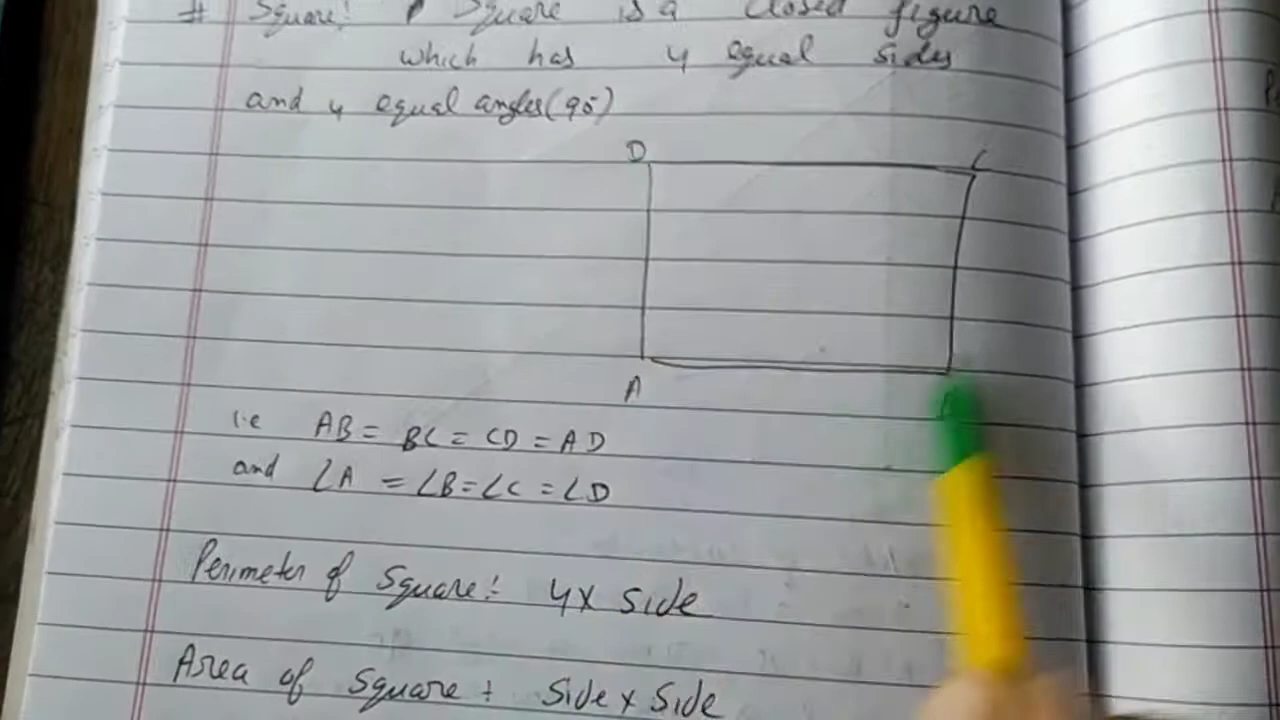 # Square: A Square is a closed figure
which has 4 equal sides
and 4 equal angles (90°)
D C
A
i.e AB = BC = CD = AD
and ∠A = ∠B = ∠C = ∠D
Perimeter of Square: 4 x Side
Area of Square : Side x Side